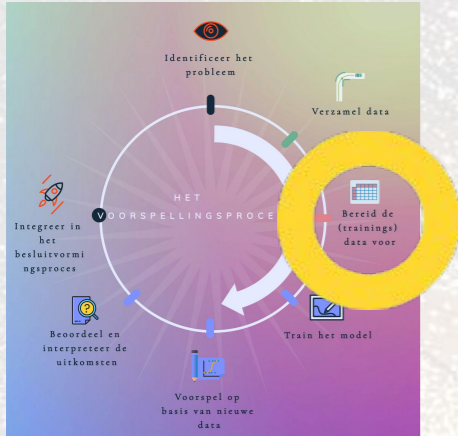 Identificeer het
probleem
Verzamel data
Bereid de
(trainings)
data voor
Train het model
Voorspel op
basis van nieuwe
data
Beoordeel en
interpreteer de
uitkomsten
Integreer in
het
besluitvormi
ngsproces
HET
VOORSPELLINGSPROCE